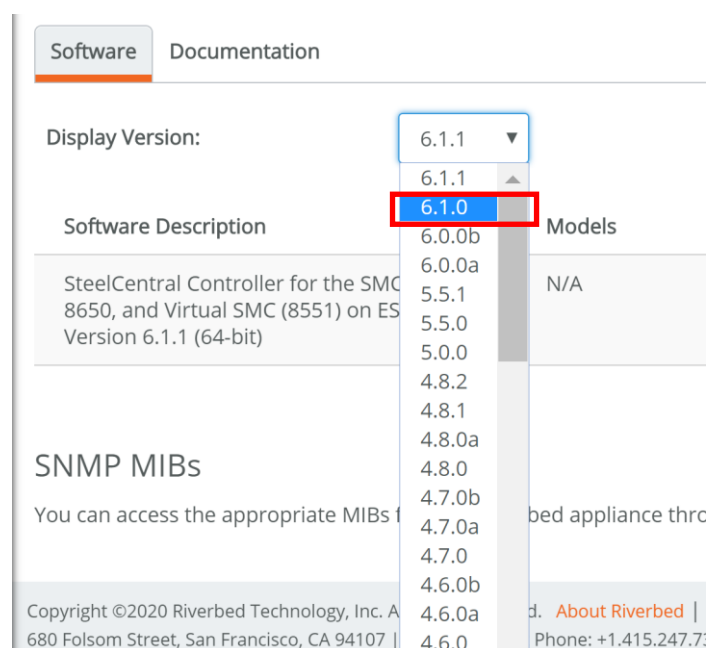 Software Documentation
Display Version: 6.1.1
6.1.1
6.1.0
6.0.0b
6.0.0a
5.5.1
5.5.0
5.0.0
4.8.2
4.8.1
4.8.0a
4.8.0
4.7.0b
4.7.0a
4.7.0
4.6.0b
4.6.0a
4.6.0
Software Description Models
SteelCentral Controller for the SMC N/A
8650, and Virtual SMC (8551) on ES
Version 6.1.1 (64-bit)
SNMP MIBs
You can access the appropriate MIBs f bed appliance thro
Copyright ©2020 Riverbed Technology, Inc. A d. About Riverbed |
680 Folsom Street, San Francisco, CA 94107 | Phone: +1.415.247.73